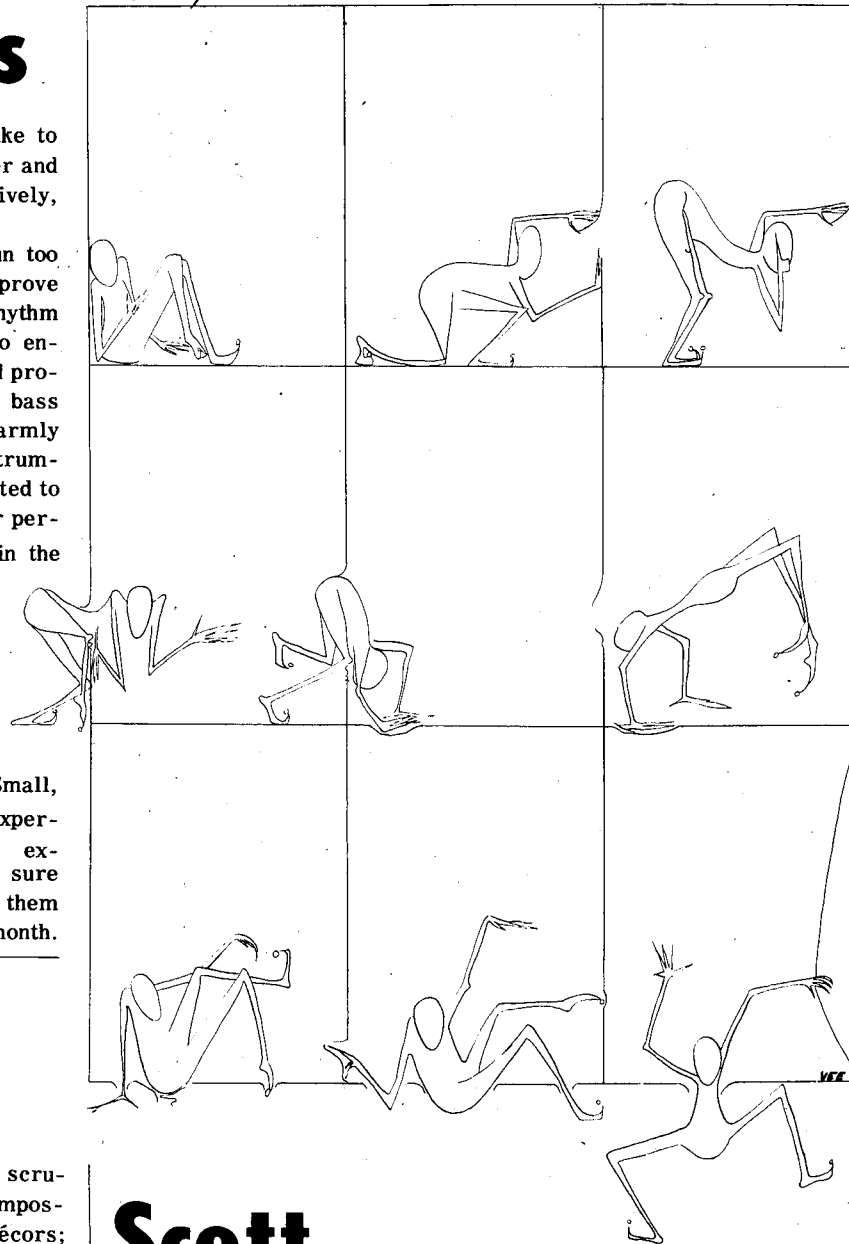 s
ke to
r and
ively,
un too
prove
hythm
o en-
d pro-
bass
armly
trum-
ted to
r per-
in the
Small,
xper-
ex-
sure
them
month.
VEE
scru-
mpos-
écors;
Scott